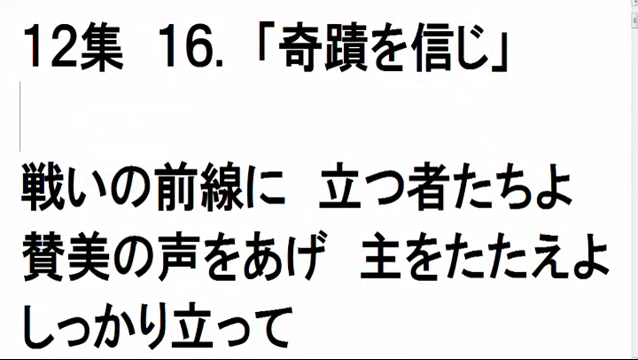 12集　16.「奇蹟を信じ」
戦いの前線に　立つ者たちよ
賛美の声をあげ　主をたたえよ
しっかり立って